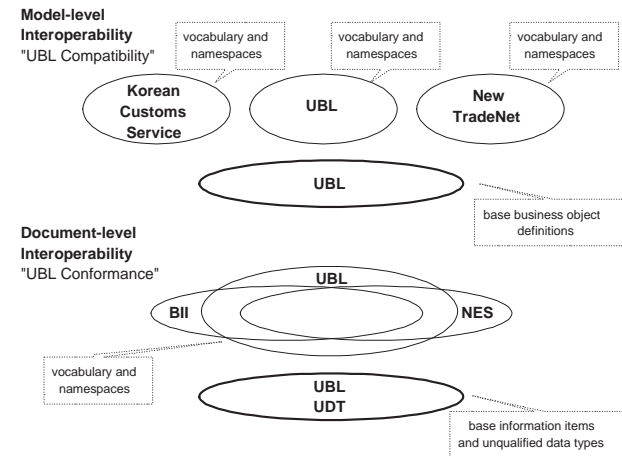 Model-level
Interoperability
"UBL Compatibility"
vocabulary and
namespaces
vocabulary and
namespaces
vocabulary and
namespaces
Korean
Customs
Service
UBL
New
TradeNet
UBL
base business object
definitions
Document-level
Interoperability
"UBL Conformance"
UBL
BII
NES
vocabulary and
namespaces
UBL
UDT
base information items
and unqualified data types